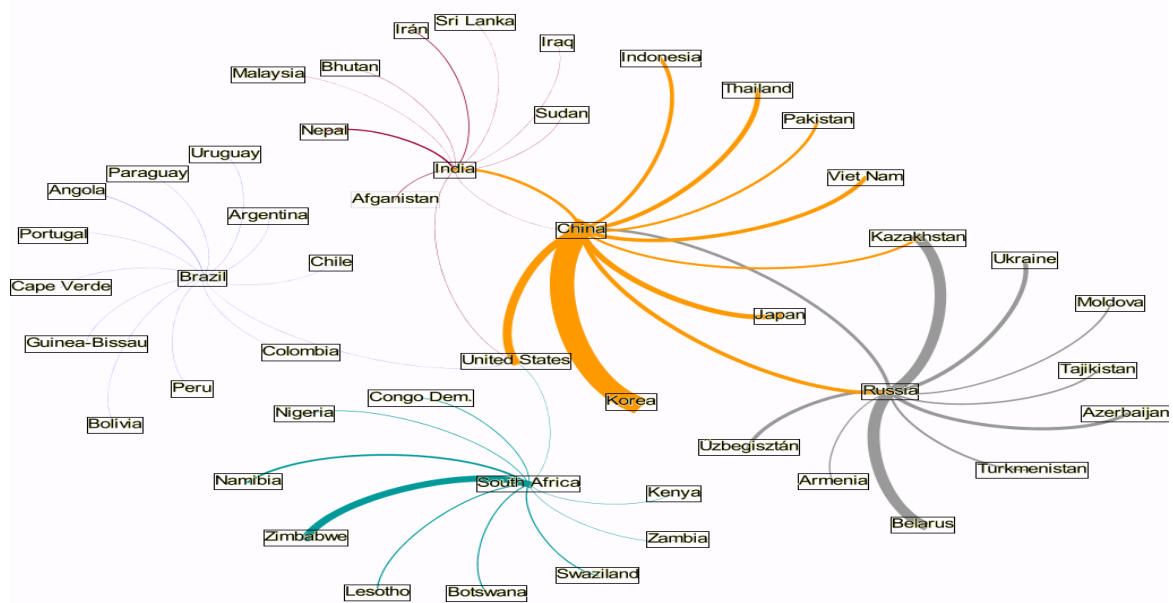 Sri Lanka
Irán
Iraq
Indonesia
Bhutan
Malaysia
Thailand
Sudan
Pakistan
Nepal
Uruguay
India
Paraguay
Viet Nam
Angola
Afganistan
Argentina
China
Portugal
Kazakhstan
Ukraine
Chile
Brazil
Cape Verde
Moldova
Japan
Guinea-Bissau
Colombia
United States
Tajikistan
Peru
Russia
Congo Dem.
Korea
Nigeria
Azerbaijan
Bolivia
Uzbegisztán
Türkmenistan
Namibia
South Africa
Armenia
Kenya
Belarus
Zimbabwe
Zambia
Swaziland
Lesotho
Botswana